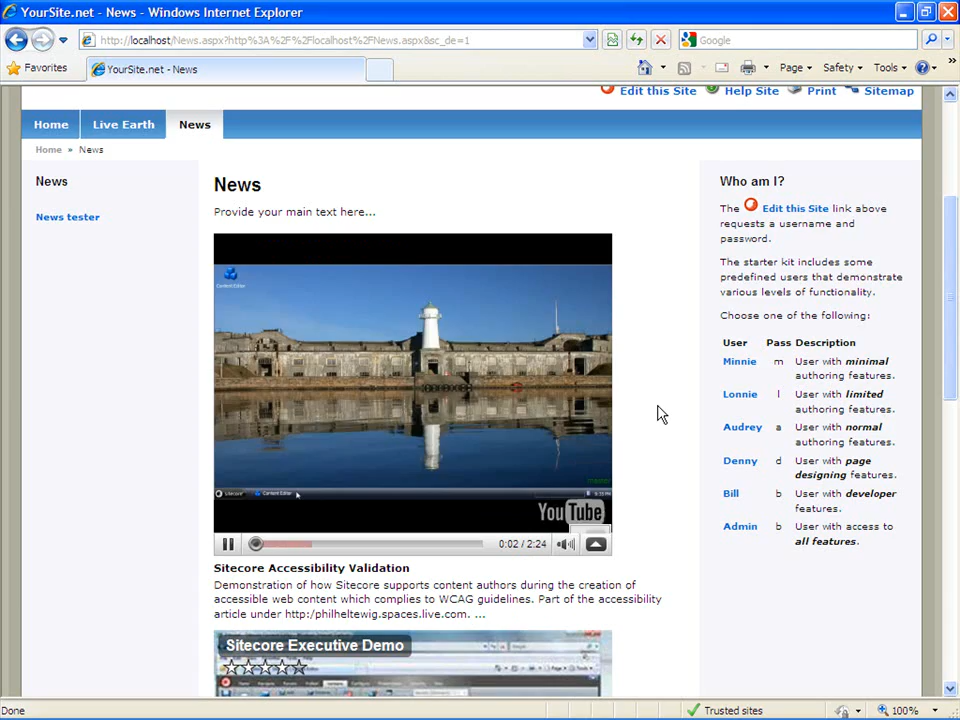 YourSite.net - News - Windows Internet Explorer
http://localhost/News.aspx?http%3A%2F%2Flocalhost%2FNews.aspx&sc_de=1
Google
Favorites
YourSite.net - News
Page
Safety
Tools
Edit this Site
Help Site
Print
Sitemap
Home
Live Earth
News
Home » News
News
News tester
News
Provide your main text here...
Content Editor
sitecore
Content Editor
YouTube
0:02 / 2:24
Sitecore Accessibility Validation
Demonstration of how Sitecore supports content authors during the creation of
accessible web content which complies to WCAG guidelines. Part of the accessibility
article under http:/philheltewig.spaces.live.com. ...
Sitecore Executive Demo
Who am I?
The Edit this Site link above
requests a username and
password.
The starter kit includes some
predefined users that demonstrate
various levels of functionality.
Choose one of the following:
User Pass Description
Minnie m User with minimal
authoring features.
Lonnie l User with limited
authoring features.
Audrey a User with normal
authoring features.
Denny d User with page
designing features.
Bill b User with developer
features.
Admin b User with access to
all features.
Done
Trusted sites
100%